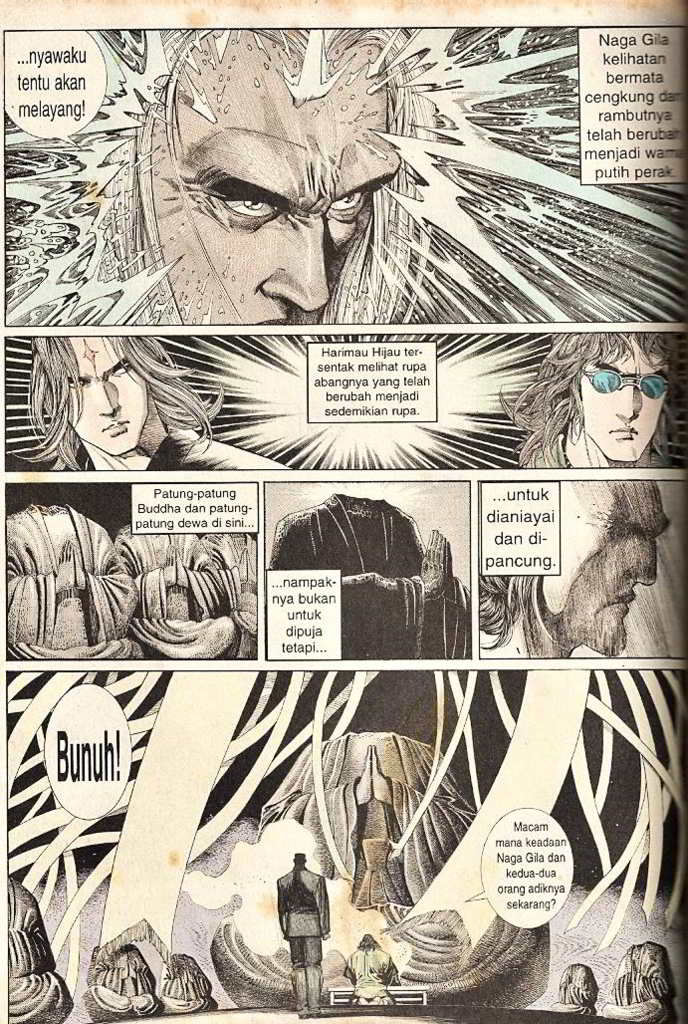 ...nyawaku
tentu akan
melayang!
Naga Gila
kelihatan
bermata
cengkung dan
rambutnya
telah berubah
menjadi warna
putih perak.
Harimau Hijau ter-
sentak melihat rupa
abangnya yang telah
berubah menjadi
sedemikian rupa.
Patung-patung
Buddha dan patung-
patung dewa di sini...
...nampak-
nya bukan
untuk
dipuja
tetapi...
...untuk
dianiayai
dan di-
pancung.
Bunuh!
Macam
mana keadaan
Naga Gila dan
kedua-dua
orang adiknya
sekarang?